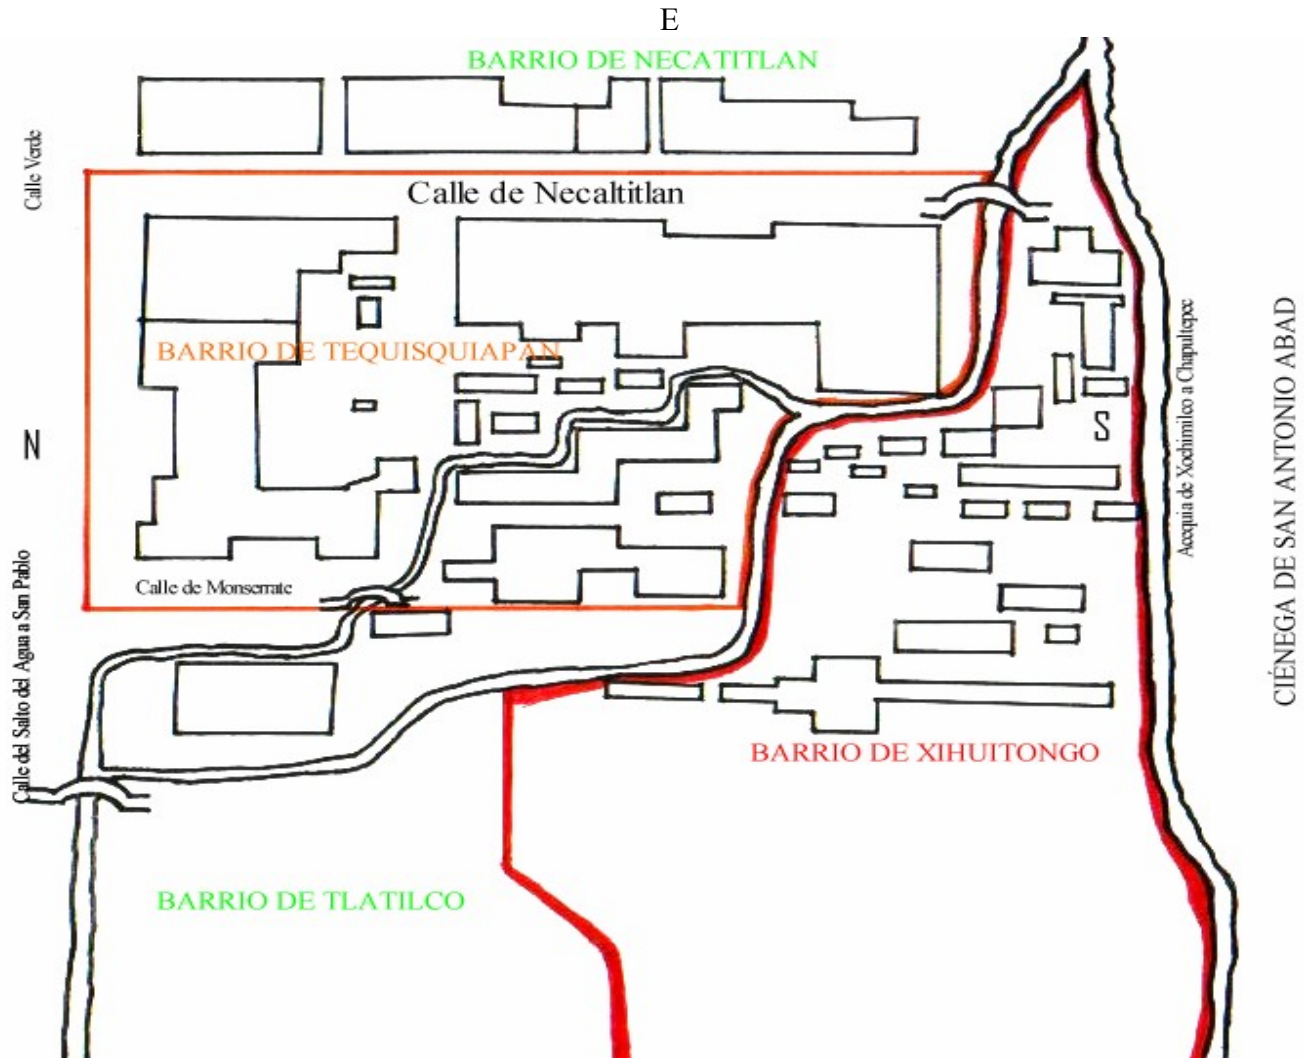 E
BARRIO DE NECATITLAN
Calle Verde
Calle de Necaltitlan
BARRIO DE TEQUISQUIAPAN
N
S
Acequia de Xochimilco a Chapultepec
CIÉNEGA DE SAN ANTONIO ABAD
Calle de Monserrate
Calle del Salto del Agua a San Pablo
BARRIO DE XIHUITONGO
BARRIO DE TLATILCO